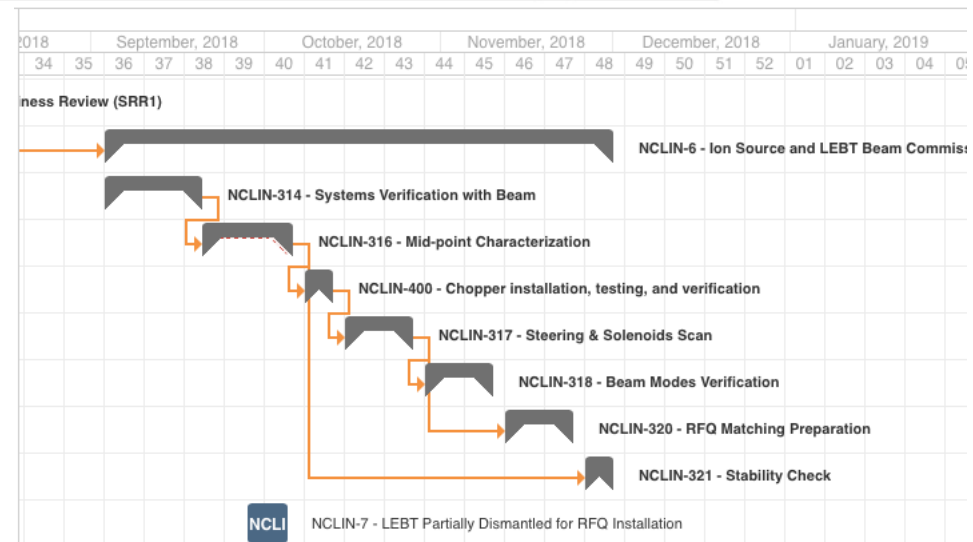 2018 September, 2018 October, 2018 November, 2018 December, 2018 January, 2019
34 35 36 37 38 39 40 41 42 43 44 45 46 47 48 49 50 51 52 01 02 03 04 05
ness Review (SRR1)
NCLIN-6 - Ion Source and LEBT Beam Commiss
NCLIN-314 - Systems Verification with Beam
NCLIN-316 - Mid-point Characterization
NCLIN-400 - Chopper installation, testing, and verification
NCLIN-317 - Steering & Solenoids Scan
NCLIN-318 - Beam Modes Verification
NCLIN-320 - RFQ Matching Preparation
NCLIN-321 - Stability Check
NCLI NCLIN-7 - LEBT Partially Dismantled for RFQ Installation